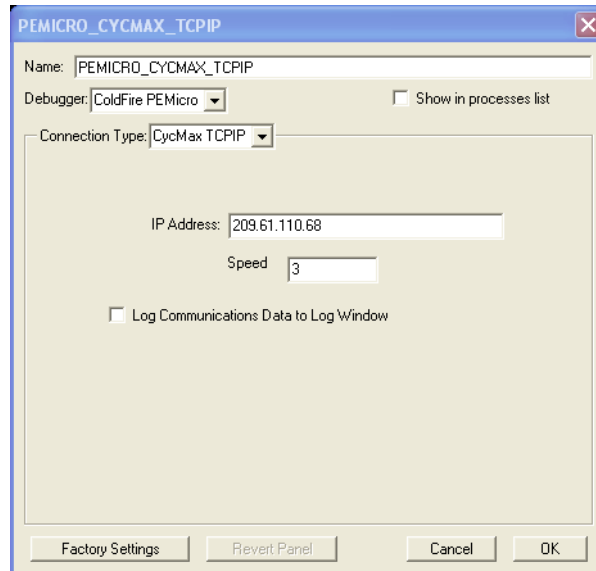 PEMICRO_CYCMAX_TCPIP
Name: PEMICRO_CYCMAX_TCPIP
Debugger: ColdFire PEMicro Show in processes list
Connection Type: CycMax TCPIP
IP Address: 209.61.110.68
Speed 3
Log Communications Data to Log Window
Factory Settings Revert Panel Cancel OK